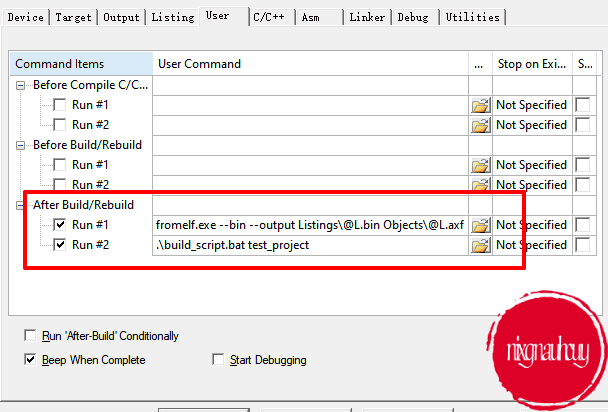 Device Target Output Listing User C/C++ Asm Linker Debug Utilities
Command Items User Command ... Stop on Exi... S...
Before Compile C/C...
Run #1 Not Specified
Run #2 Not Specified
Before Build/Rebuild
Run #1 Not Specified
Run #2 Not Specified
After Build/Rebuild
Run #1 fromelf.exe --bin --output Listings\@L.bin Objects\@L.axf Not Specified
Run #2 .\build_script.bat test_project Not Specified
Run 'After-Build' Conditionally
Beep When Complete Start Debugging